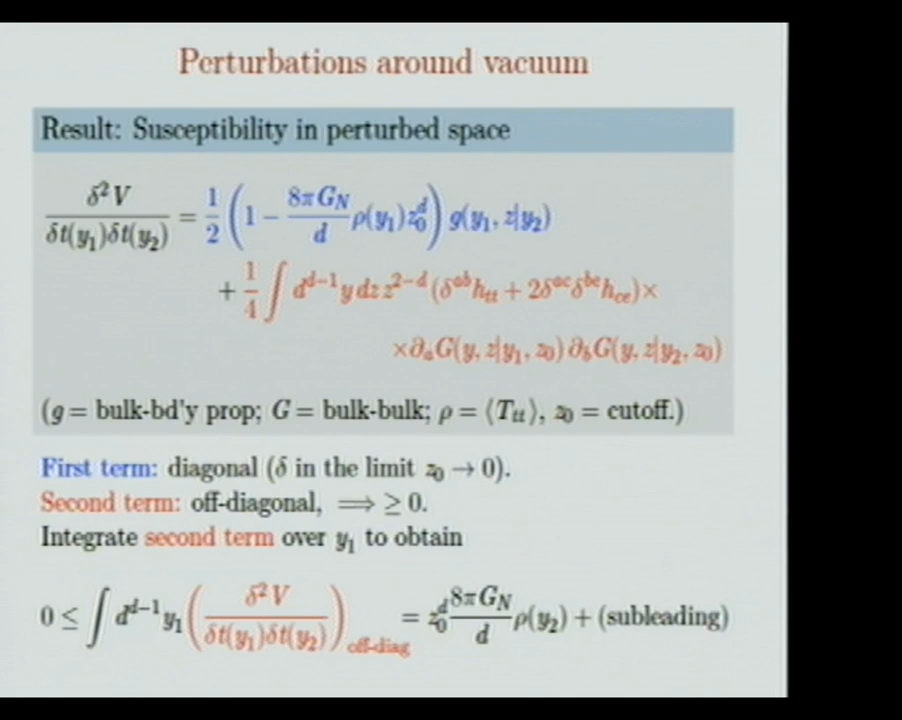 Perturbations around vacuum
Result: Susceptibility in perturbed space
δ²V / δt(y₁)δt(y₂) = 1/2 (1 − 8πG_N/d ρ(y₁)z₀^d) g(y₁, z|y₂)
+ 1/4 ∫ d^{d−1}y dz z^{2−d} (δ^{ab}h_{tt} + 2δ^{ac}δ^{be}h_{ce})×
×∂ₐG(y, z|y₁, z₀) ∂_bG(y, z|y₂, z₀)
(g = bulk-bd'y prop; G = bulk-bulk; ρ = ⟨T_{tt}⟩, z₀ = cutoff.)
First term: diagonal (δ in the limit z₀ → 0).
Second term: off-diagonal, ⟹ ≥ 0.
Integrate second term over y₁ to obtain
0 ≤ ∫ d^{d−1}y₁ (δ²V / δt(y₁)δt(y₂))_{off-diag} = z₀^d 8πG_N/d ρ(y₂) + (subleading)